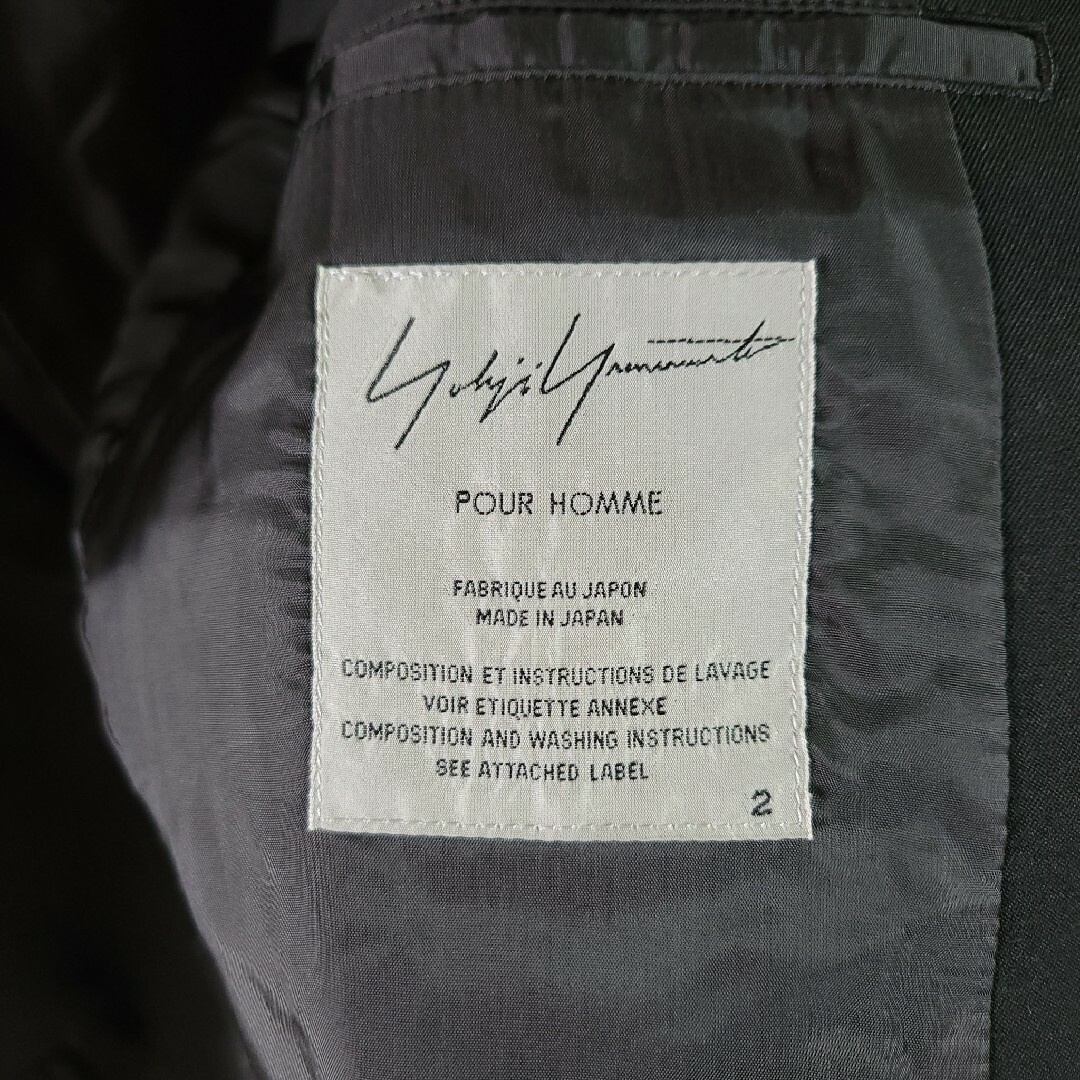 Yohji Yamamoto
POUR HOMME
FABRIQUE AU JAPON
MADE IN JAPAN
COMPOSITION ET INSTRUCTIONS DE LAVAGE
VOIR ETIQUETTE ANNEXE
COMPOSITION AND WASHING INSTRUCTIONS
SEE ATTACHED LABEL
2